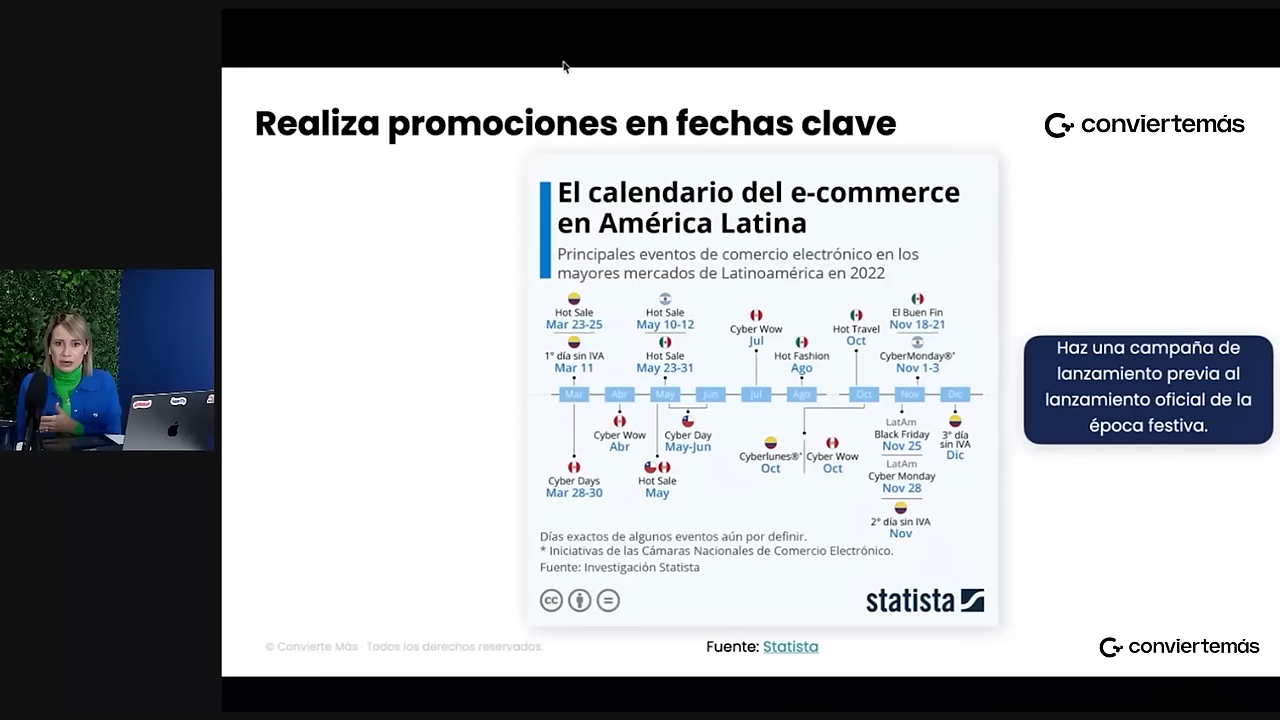 Realiza promociones en fechas clave
conviertemás
El calendario del e-commerce
en América Latina
Principales eventos de comercio electrónico en los
mayores mercados de Latinoamérica en 2022
Hot Sale
Mar 23-25
1° día sin IVA
Mar 11
Hot Sale
May 10-12
Hot Sale
May 23-31
Cyber Wow
Jul
Hot Fashion
Ago
Hot Travel
Oct
El Buen Fin
Nov 18-21
CyberMonday®*
Nov 1-3
Mar Abr May Jun Jul Ago Oct Nov Dic
Cyber Days
Mar 28-30
Cyber Wow
Abr
Hot Sale
May
Cyber Day
May-Jun
Cyberlunes®*
Oct
Cyber Wow
Oct
LatAm
Black Friday
Nov 25
LatAm
Cyber Monday
Nov 28
2° día sin IVA
Nov
3° día
sin IVA
Dic
Días exactos de algunos eventos aún por definir.
* Iniciativas de las Cámaras Nacionales de Comercio Electrónico.
Fuente: Investigación Statista
cc
statista
Haz una campaña de
lanzamiento previa al
lanzamiento oficial de la
época festiva.
© Convierte Más · Todos los derechos reservados.
Fuente: Statista
conviertemás